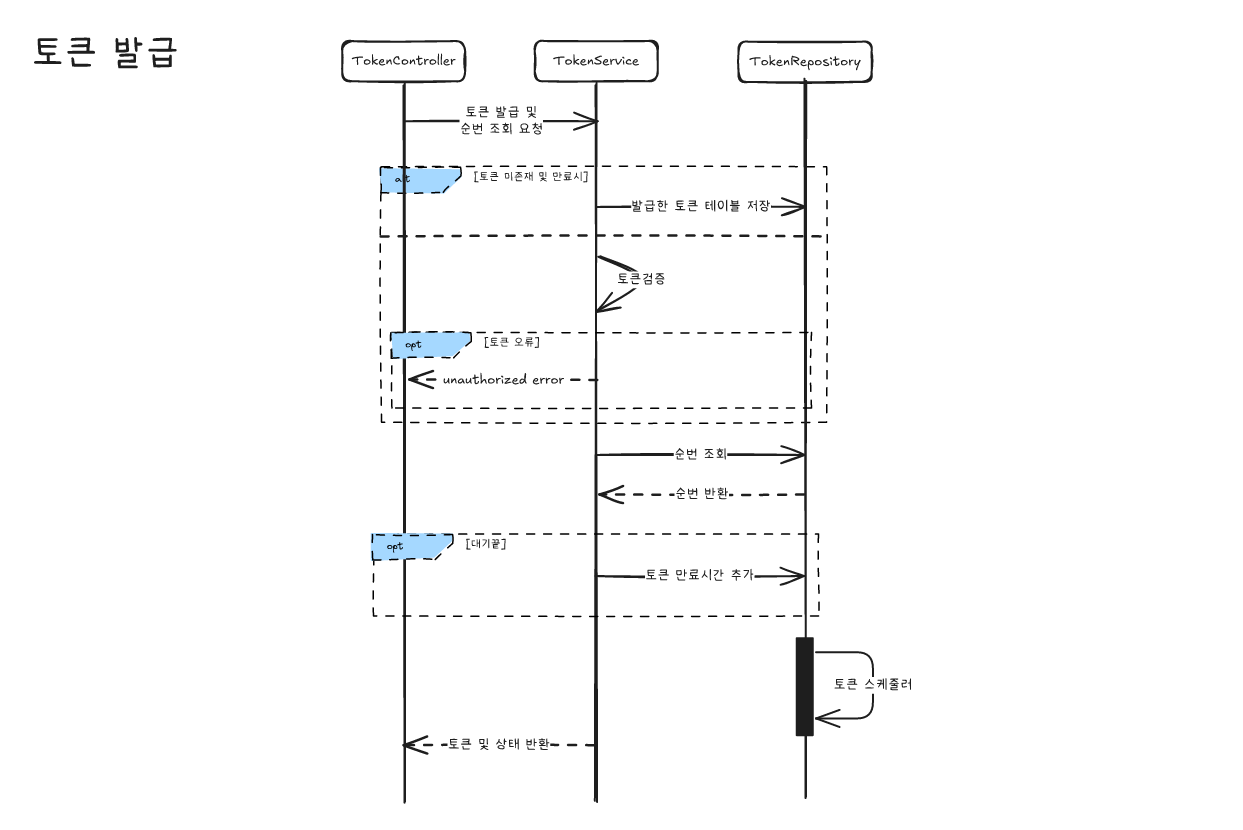 토큰 발급
TokenController
TokenService
TokenRepository
토큰 발급 및
순번 조회 요청
alt
[토큰 미존재 및 만료시]
발급한 토큰 테이블 저장
토큰검증
opt
[토큰 오류]
unauthorized error
순번 조회
순번 반환
opt
[대기끝]
토큰 만료시간 추가
토큰 스케줄러
토큰 및 상태 반환